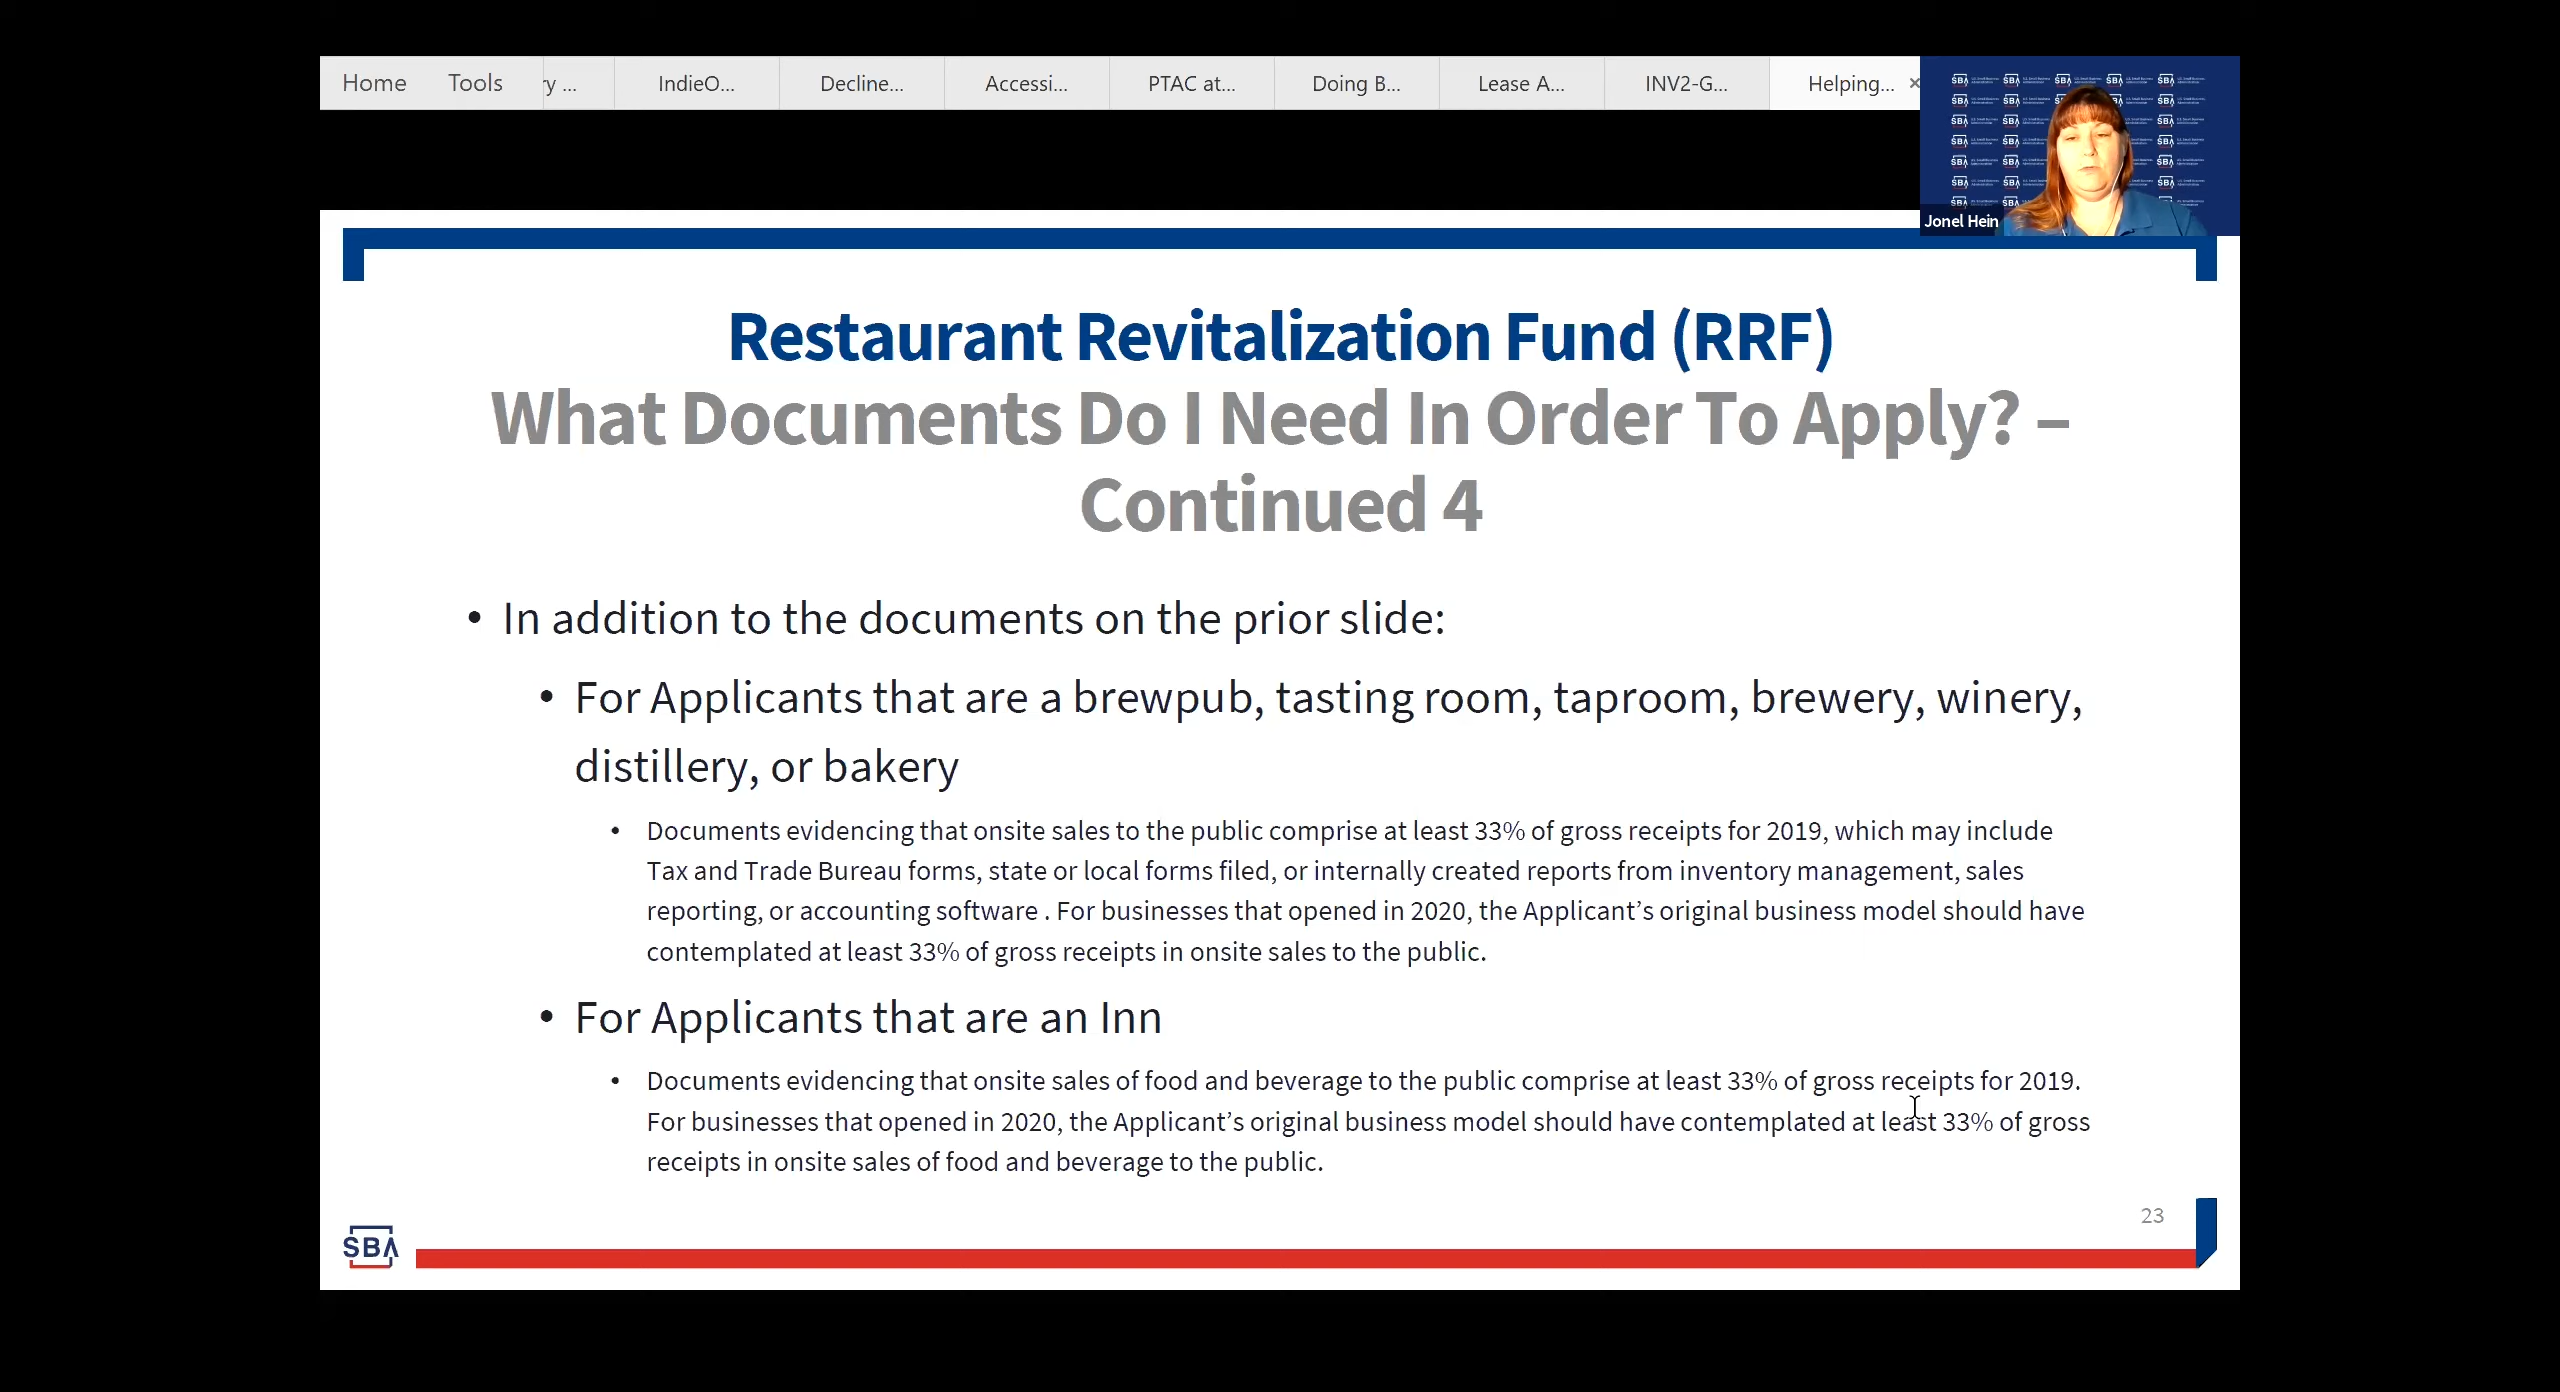 Home Tools ry ... IndieO... Decline... Accessi... PTAC at... Doing B... Lease A... INV2-G... Helping... ×
Jonel Hein
Restaurant Revitalization Fund (RRF)
What Documents Do I Need In Order To Apply? –
Continued 4
• In addition to the documents on the prior slide:
• For Applicants that are a brewpub, tasting room, taproom, brewery, winery,
distillery, or bakery
• Documents evidencing that onsite sales to the public comprise at least 33% of gross receipts for 2019, which may include
Tax and Trade Bureau forms, state or local forms filed, or internally created reports from inventory management, sales
reporting, or accounting software . For businesses that opened in 2020, the Applicant’s original business model should have
contemplated at least 33% of gross receipts in onsite sales to the public.
• For Applicants that are an Inn
• Documents evidencing that onsite sales of food and beverage to the public comprise at least 33% of gross receipts for 2019.
For businesses that opened in 2020, the Applicant’s original business model should have contemplated at least 33% of gross
receipts in onsite sales of food and beverage to the public.
23
SBA